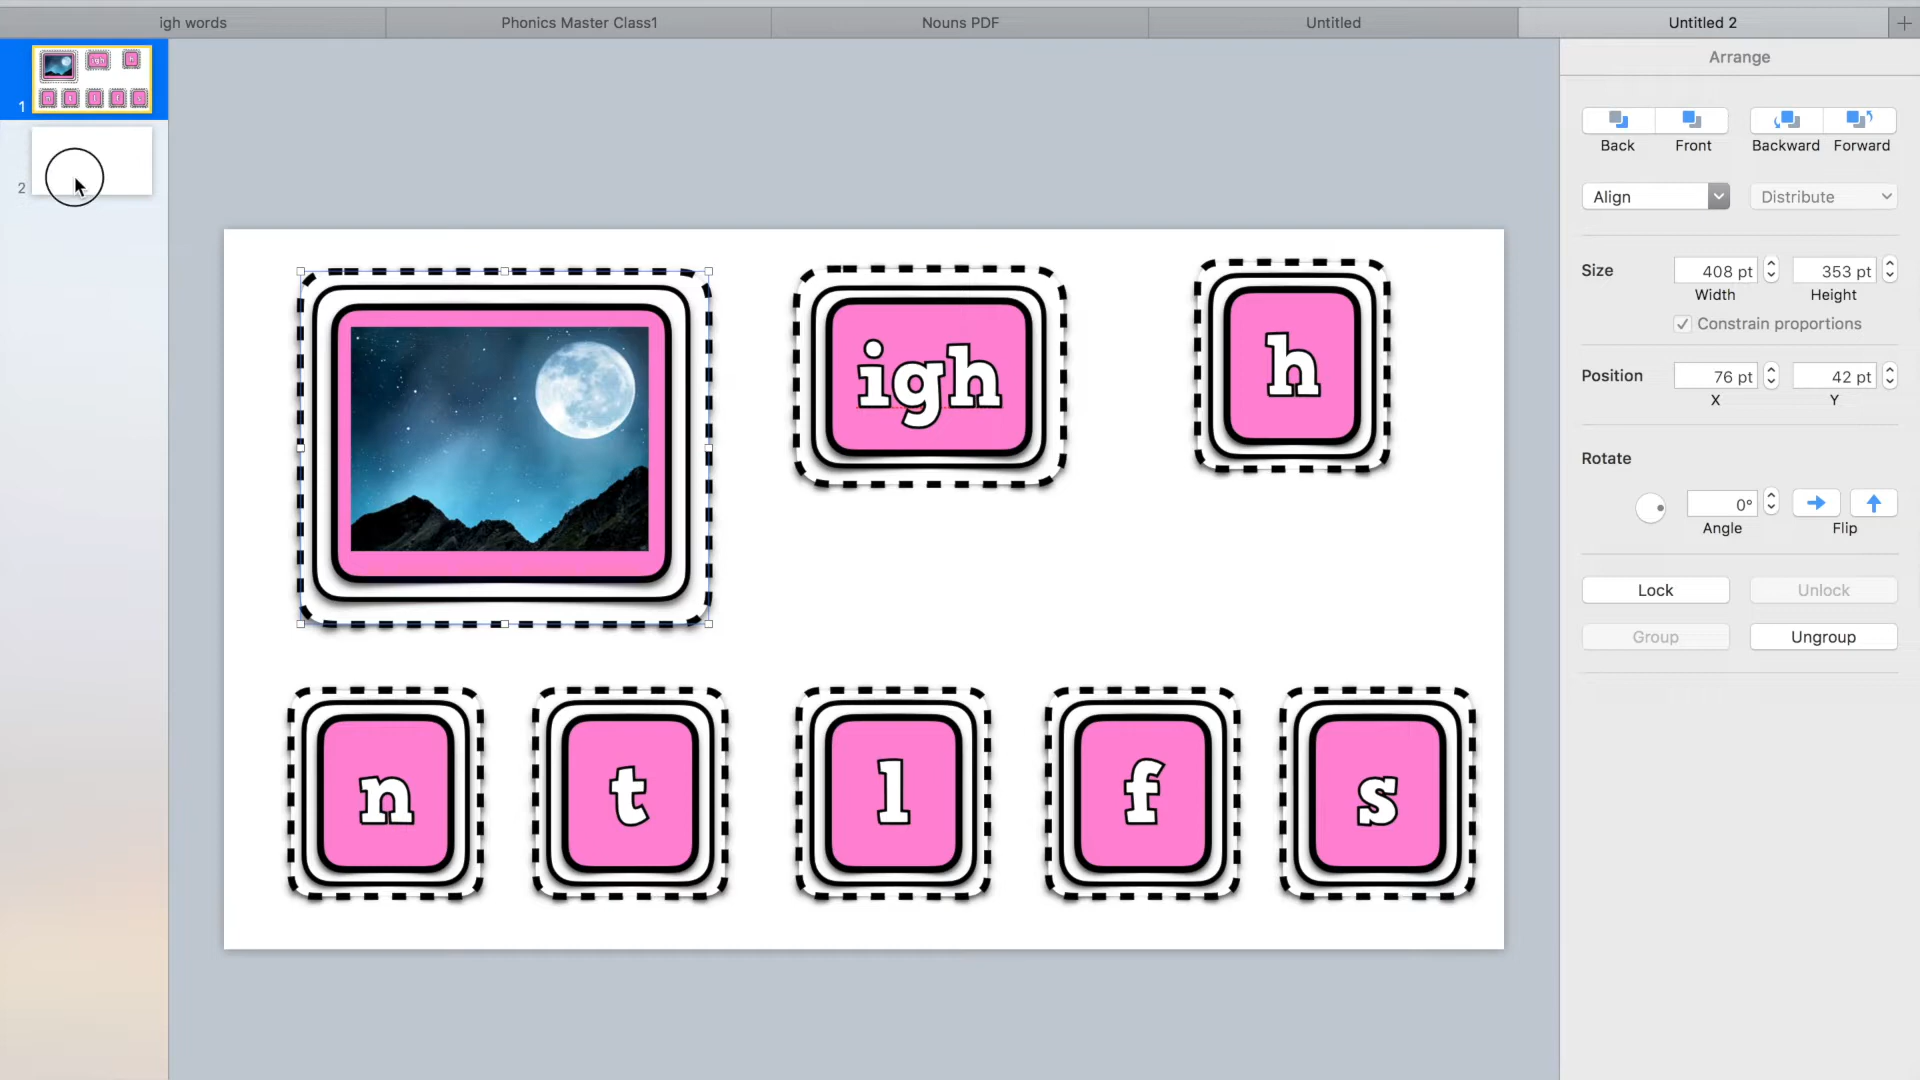 igh words
Phonics Master Class1
Nouns PDF
Untitled
Untitled 2
+
1
igh
h
n
t
l
f
s
2
igh
h
n
t
l
f
s
Arrange
Back
Front
Backward
Forward
Align
Distribute
Size
408 pt
353 pt
Width
Height
Constrain proportions
Position
76 pt
42 pt
X
Y
Rotate
0°
Angle
Flip
Lock
Unlock
Group
Ungroup